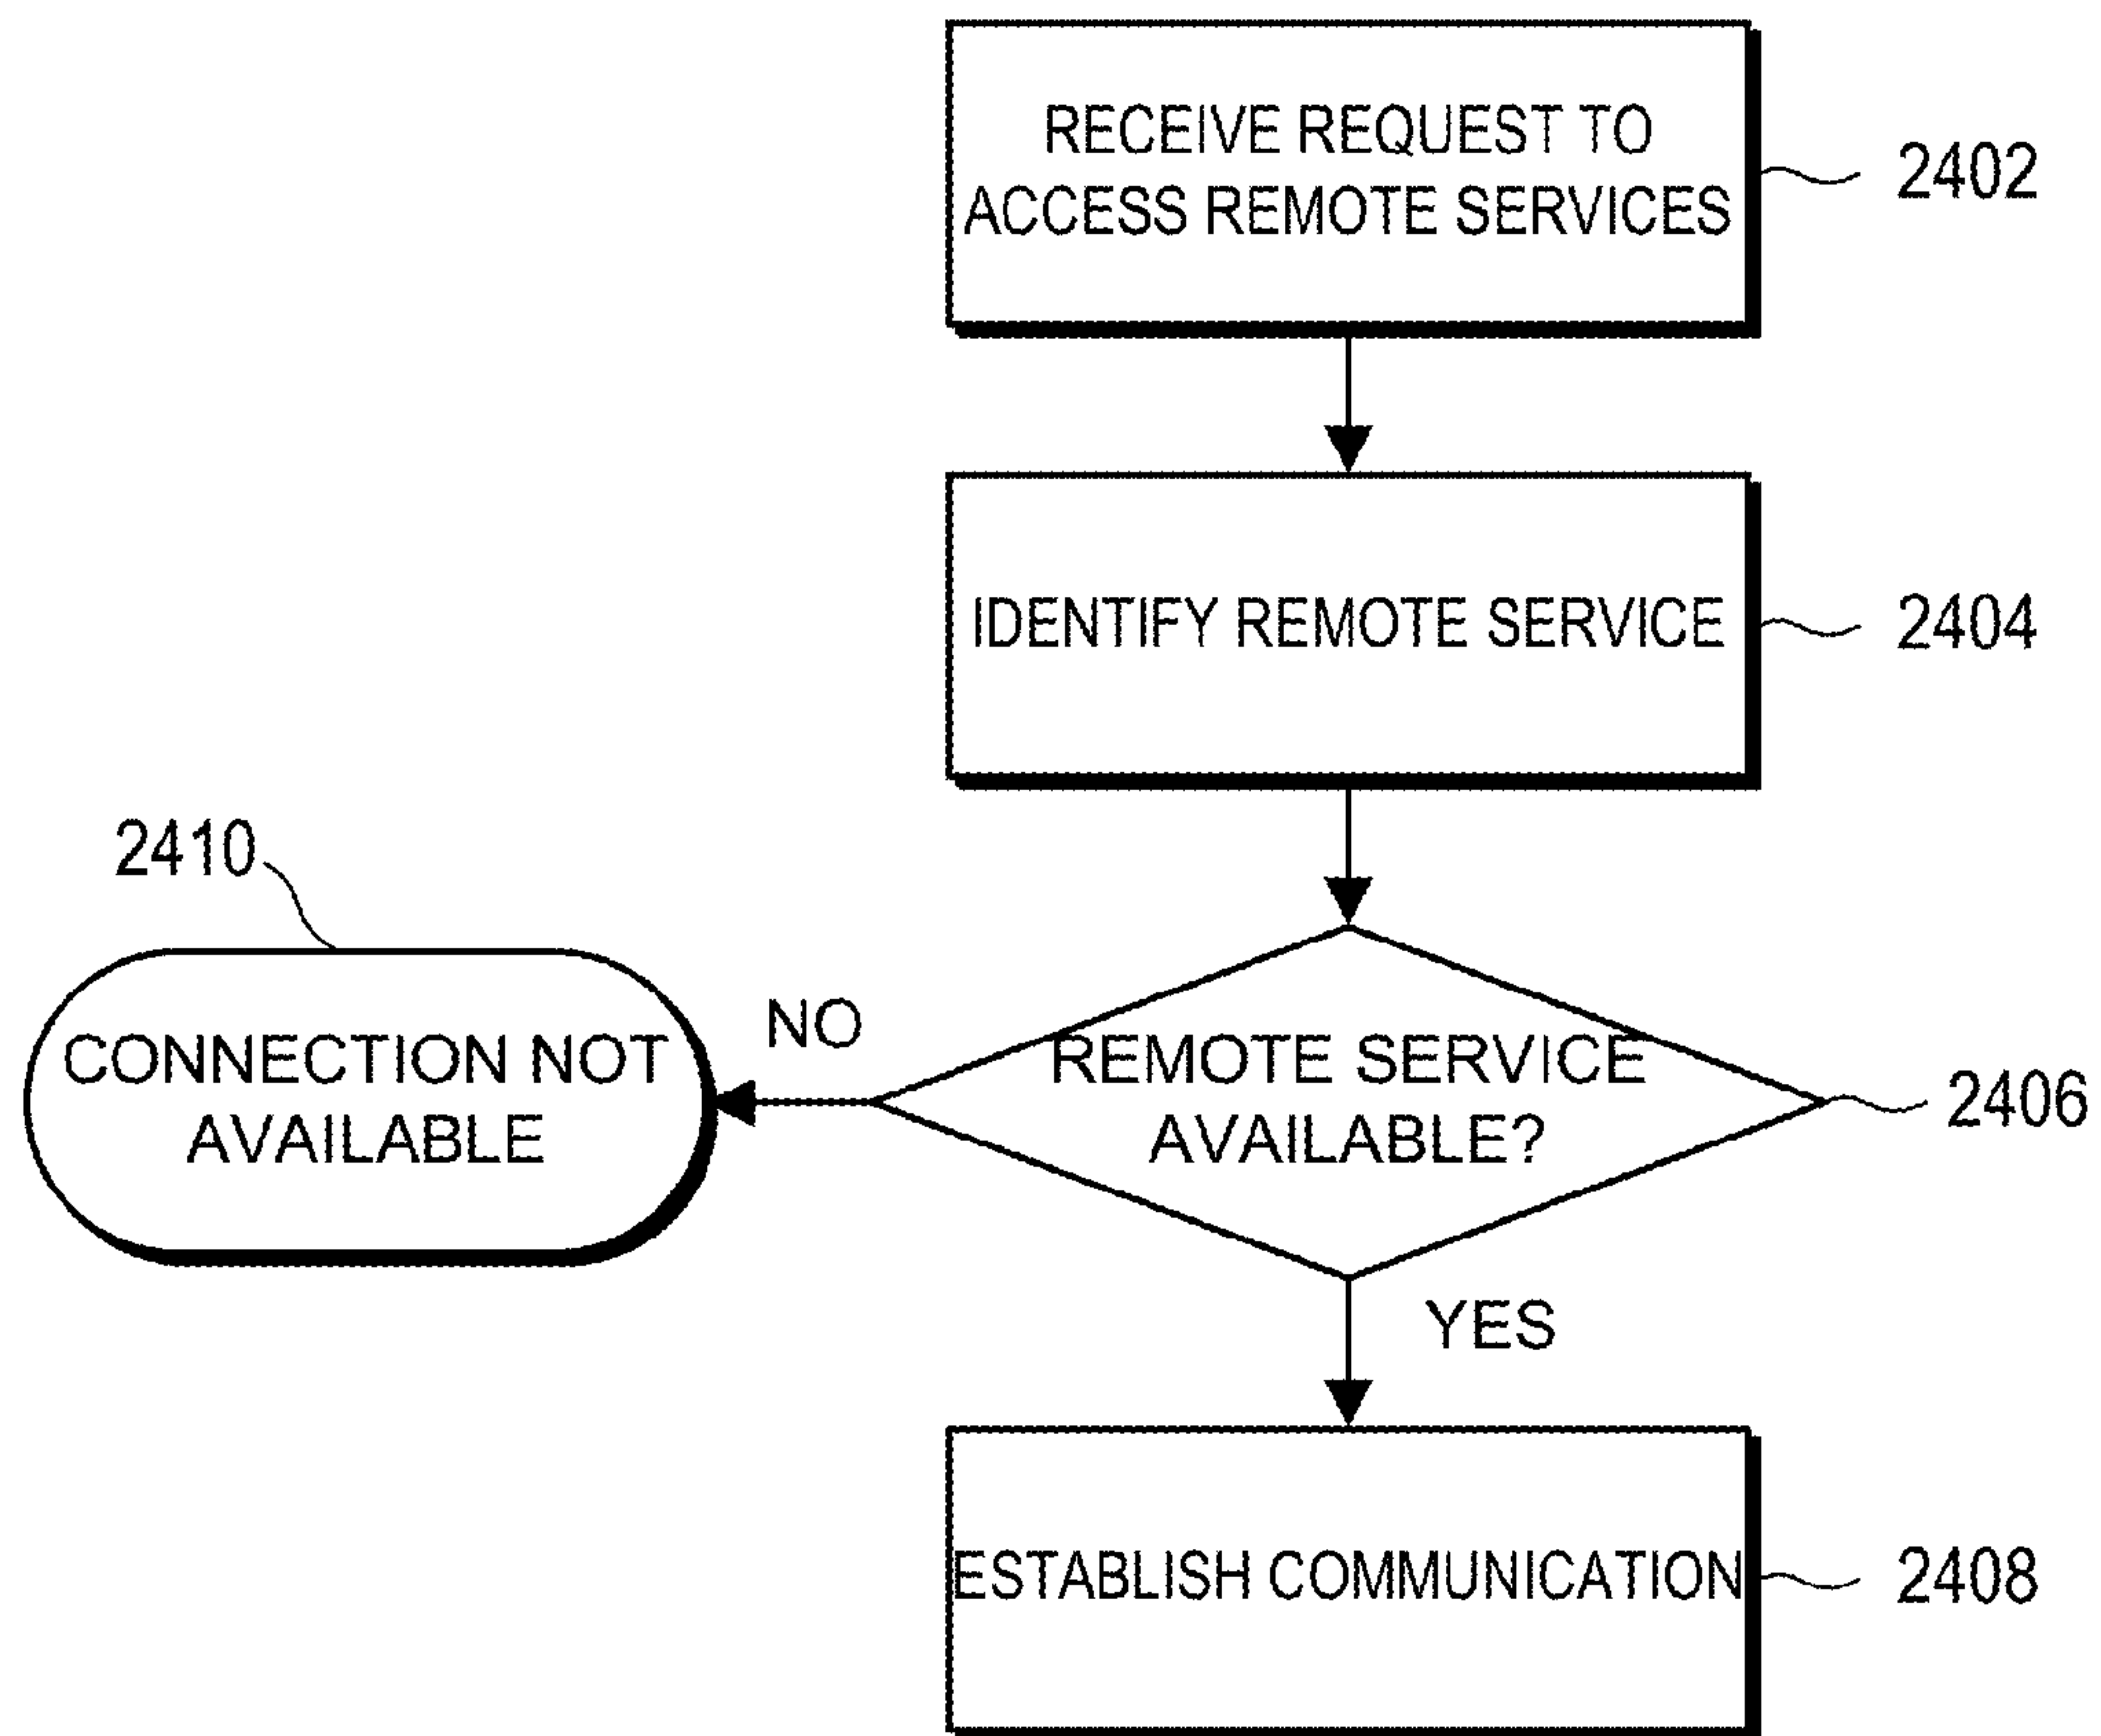 RECEIVE REQUEST TO
ACCESS REMOTE SERVICES
2402
IDENTIFY REMOTE SERVICE
2404
2410
CONNECTION NOT
AVAILABLE
NO
REMOTE SERVICE
AVAILABLE?
2406
YES
ESTABLISH COMMUNICATION
2408